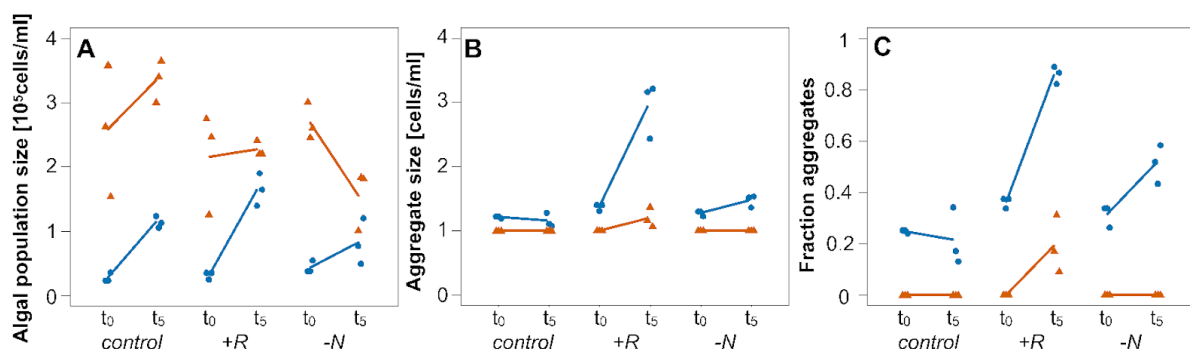 A
Algal population size [10⁵cells/ml]
4
3
2
1
0
t₀ t₅ t₀ t₅ t₀ t₅
control +R -N
B
Aggregate size [cells/ml]
4
3
2
1
0
t₀ t₅ t₀ t₅ t₀ t₅
control +R -N
C
Fraction aggregates
1
0.8
0.6
0.4
0.2
0
t₀ t₅ t₀ t₅ t₀ t₅
control +R -N